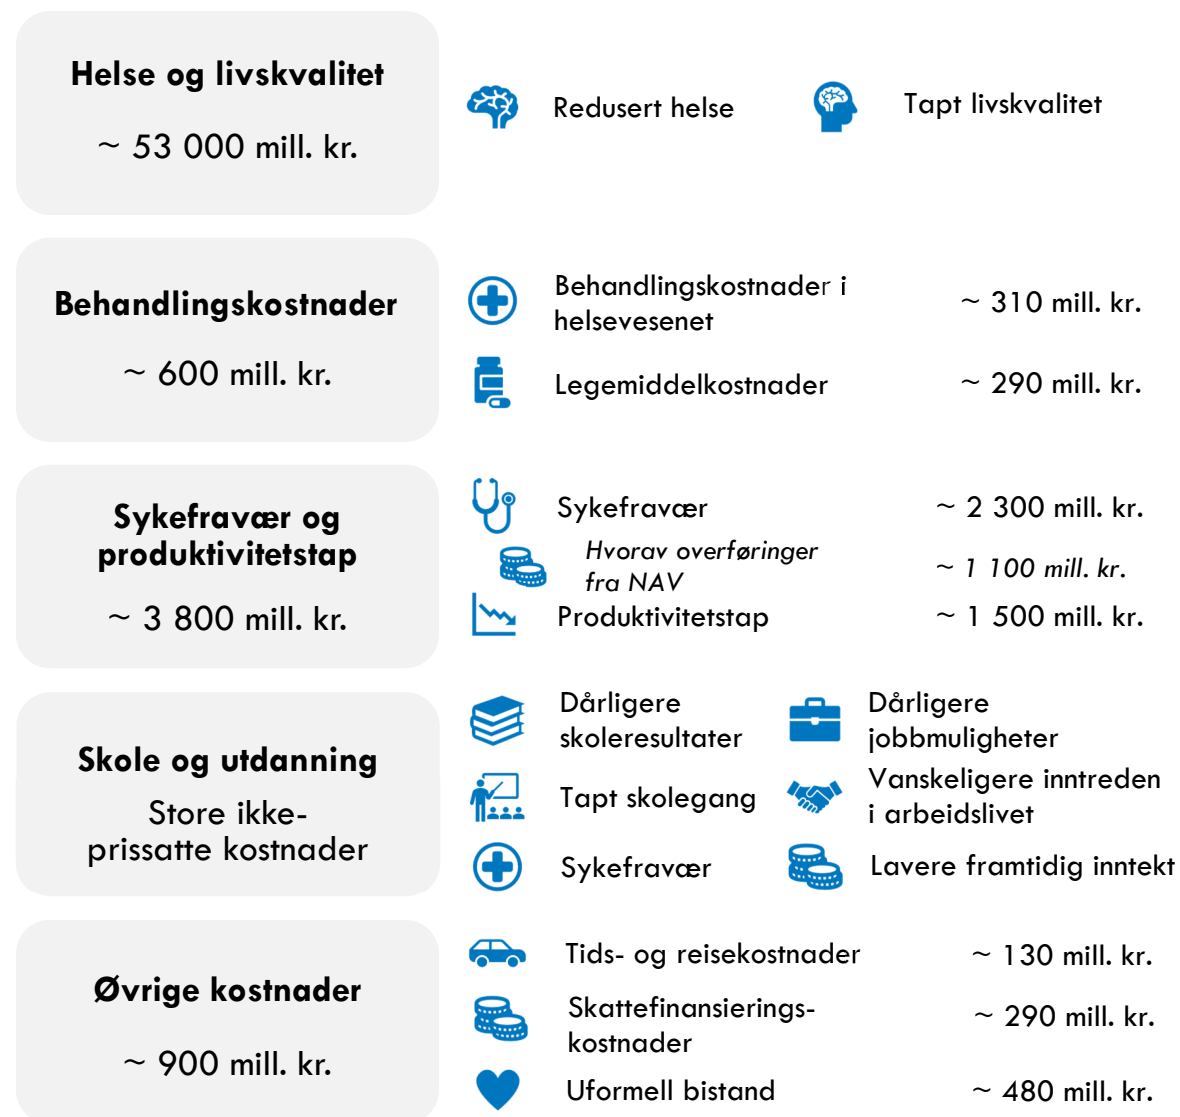 Helse og livskvalitet
~ 53 000 mill. kr.
Redusert helse
Tapt livskvalitet
Behandlingskostnader
~ 600 mill. kr.
Behandlingskostnader i
helsevesenet
~ 310 mill. kr.
Legemiddelkostnader
~ 290 mill. kr.
Sykefravær og
produktivitetstap
~ 3 800 mill. kr.
Sykefravær
~ 2 300 mill. kr.
Hvorav overføringer
fra NAV
~ 1 100 mill. kr.
Produktivitetstap
~ 1 500 mill. kr.
Skole og utdanning
Store ikke-
prissatte kostnader
Dårligere
skoleresultater
Dårligere
jobbmuligheter
Tapt skolegang
Vanskeligere inntreden
i arbeidslivet
Sykefravær
Lavere framtidig inntekt
Øvrige kostnader
~ 900 mill. kr.
Tids- og reisekostnader
~ 130 mill. kr.
Skattefinansierings-
kostnader
~ 290 mill. kr.
Uformell bistand
~ 480 mill. kr.